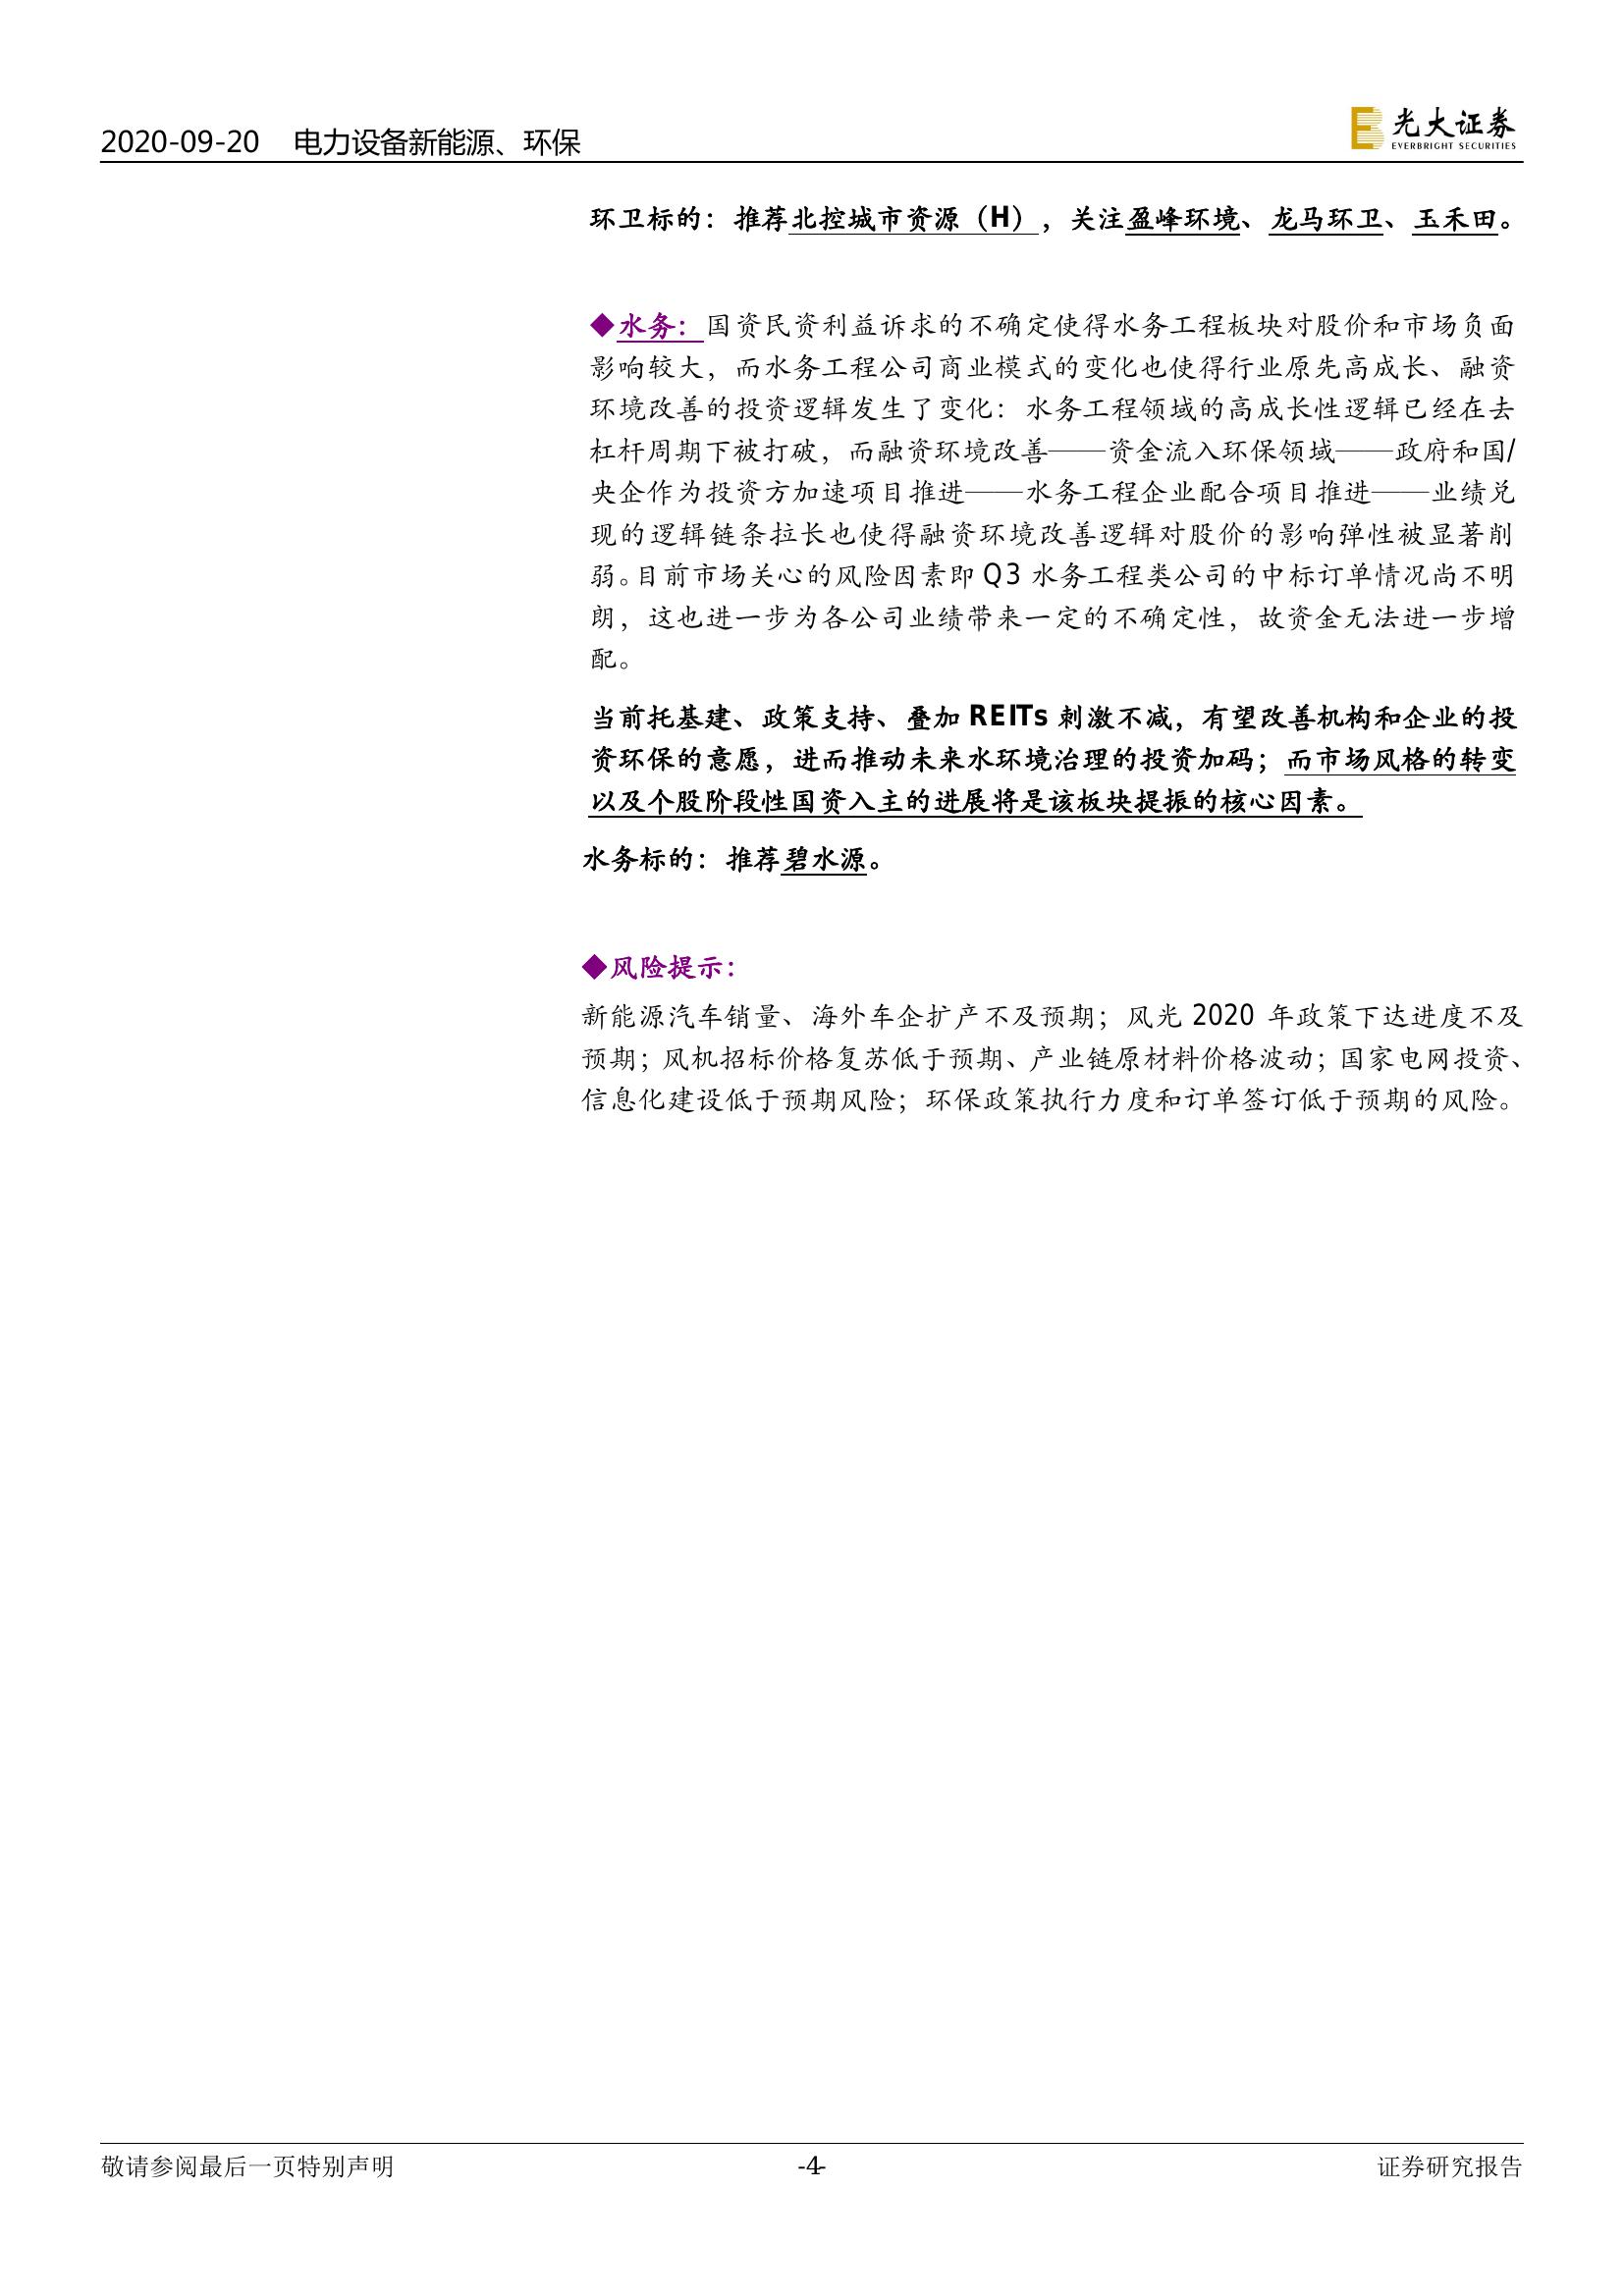 2020-09-20 电力设备新能源、环保
光大证券
EVERBRIGHT SECURITIES
环卫标的：推荐北控城市资源（H），关注盈峰环境、龙马环卫、玉禾田。
◆水务：国资民资利益诉求的不确定使得水务工程板块对股价和市场负面
影响较大，而水务工程公司商业模式的变化也使得行业原先高成长、融资
环境改善的投资逻辑发生了变化：水务工程领域的高成长性逻辑已经在去
杠杆周期下被打破，而融资环境改善——资金流入环保领域——政府和国/
央企作为投资方加速项目推进——水务工程企业配合项目推进——业绩兑
现的逻辑链条拉长也使得融资环境改善逻辑对股价的影响弹性被显著削
弱。目前市场关心的风险因素即 Q3 水务工程类公司的中标订单情况尚不明
朗，这也进一步为各公司业绩带来一定的不确定性，故资金无法进一步增
配。
当前托基建、政策支持、叠加 REITs 刺激不减，有望改善机构和企业的投
资环保的意愿，进而推动未来水环境治理的投资加码；而市场风格的转变
以及个股阶段性国资入主的进展将是该板块提振的核心因素。
水务标的：推荐碧水源。
◆风险提示：
新能源汽车销量、海外车企扩产不及预期；风光 2020 年政策下达进度不及
预期；风机招标价格复苏低于预期、产业链原材料价格波动；国家电网投资、
信息化建设低于预期风险；环保政策执行力度和订单签订低于预期的风险。
敬请参阅最后一页特别声明 -4- 证券研究报告